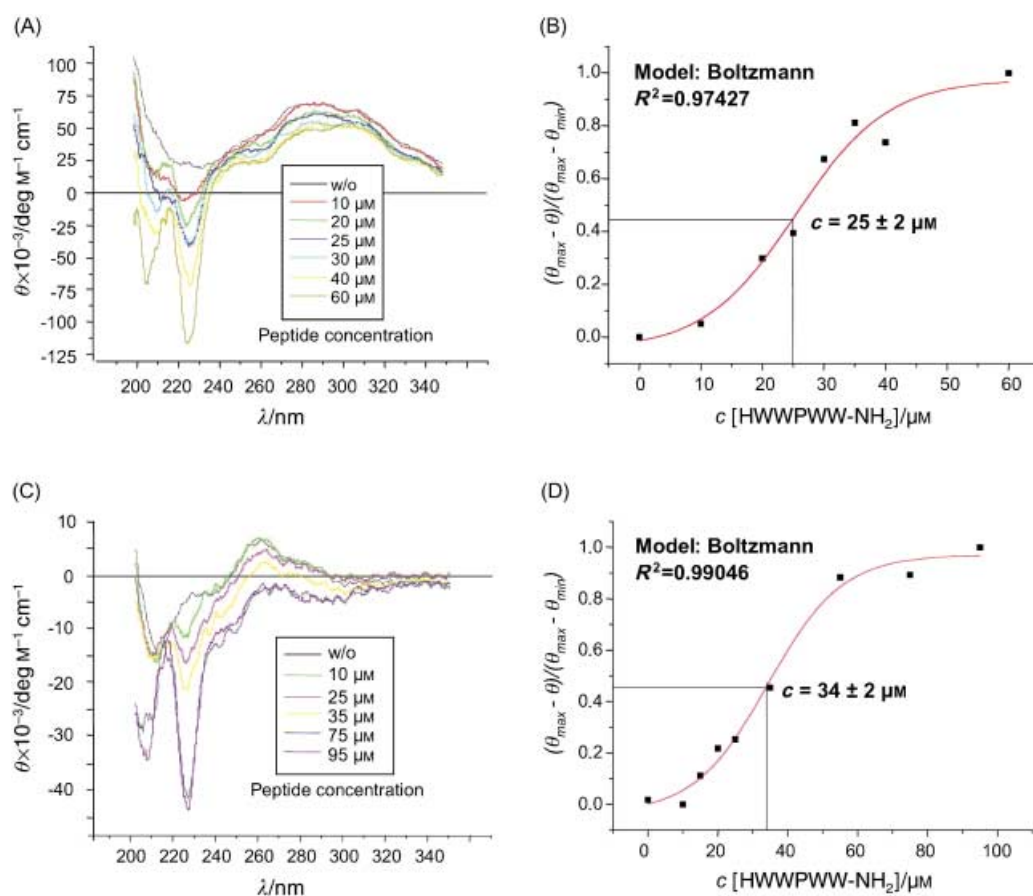 (A)
100
75
50
25
0
-25
-50
-75
-100
-125
θ×10⁻³/deg M⁻¹ cm⁻¹
w/o
10 μM
20 μM
25 μM
30 μM
40 μM
60 μM
Peptide concentration
200 220 240 260 280 300 320 340
λ/nm
(B)
Model: Boltzmann
R²=0.97427
1.0
0.8
0.6
0.4
0.2
0.0
(θmax - θ)/(θmax - θmin)
c = 25 ± 2 μM
0 10 20 30 40 50 60
c [HWWPWW-NH₂]/μM
(C)
10
0
-10
-20
-30
-40
θ×10⁻³/deg M⁻¹ cm⁻¹
w/o
10 μM
25 μM
35 μM
75 μM
95 μM
Peptide concentration
200 220 240 260 280 300 320 340
λ/nm
(D)
Model: Boltzmann
R²=0.99046
1.0
0.8
0.6
0.4
0.2
0.0
(θmax - θ)/(θmax - θmin)
c = 34 ± 2 μM
0 20 40 60 80 100
c [HWWPWW-NH₂]/μM